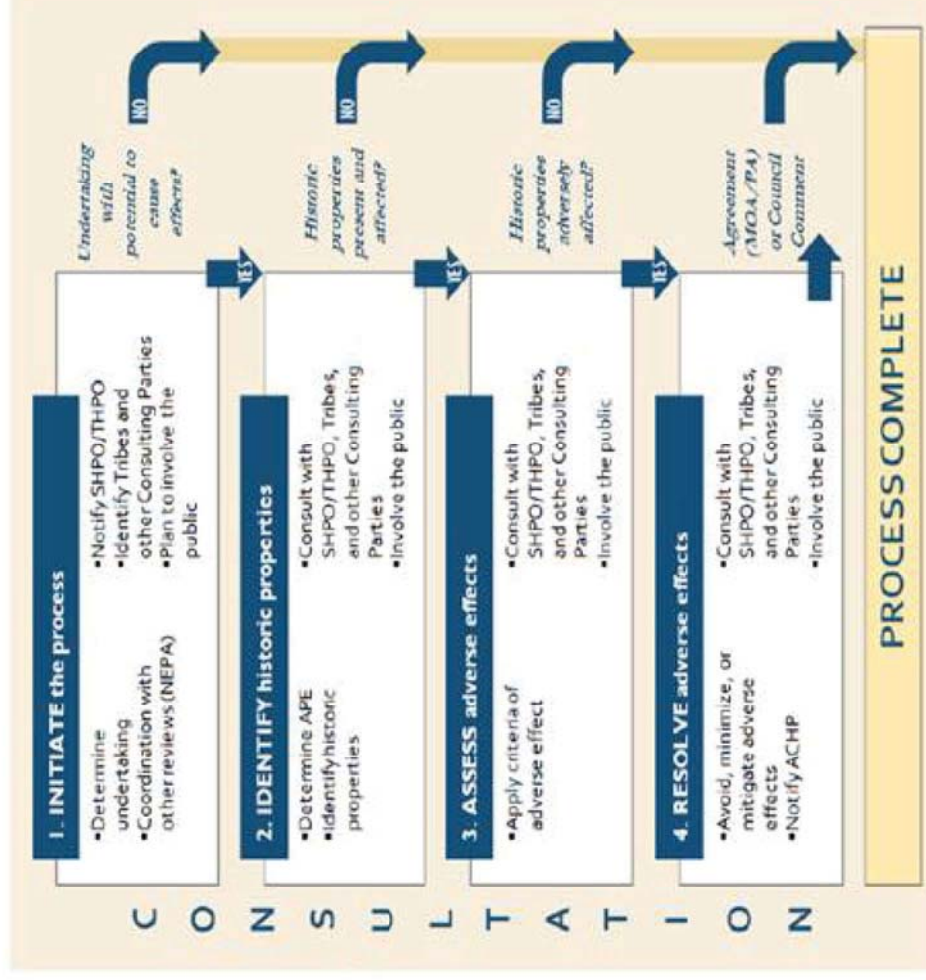 CONSULTATION
1. INITIATE the process
▪Determine
undertaking
▪Coordination with
other reviews (NEPA)
▪Notify SHPO/THPO
▪Identify Tribes and
other Consulting Parties
▪Plan to involve the
public
Undertaking
with
potential to
cause
effects?
NO
YES
2. IDENTIFY historic properties
▪Determine APE
▪Identify historic
properties
▪Consult with
SHPO/THPO, Tribes,
and other Consulting
Parties
▪Involve the public
Historic
properties
present and
affected?
NO
YES
3. ASSESS adverse effects
▪Apply criteria of
adverse effect
▪Consult with
SHPO/THPO, Tribes,
and other Consulting
Parties
▪Involve the public
Historic
properties
adversely
affected?
NO
YES
4. RESOLVE adverse effects
▪Avoid, minimize, or
mitigate adverse
effects
▪Notify ACHP
▪Consult with
SHPO/THPO, Tribes,
and other Consulting
Parties
▪Involve the public
Agreement
(MOA/PA)
or Council
Comment
PROCESS COMPLETE